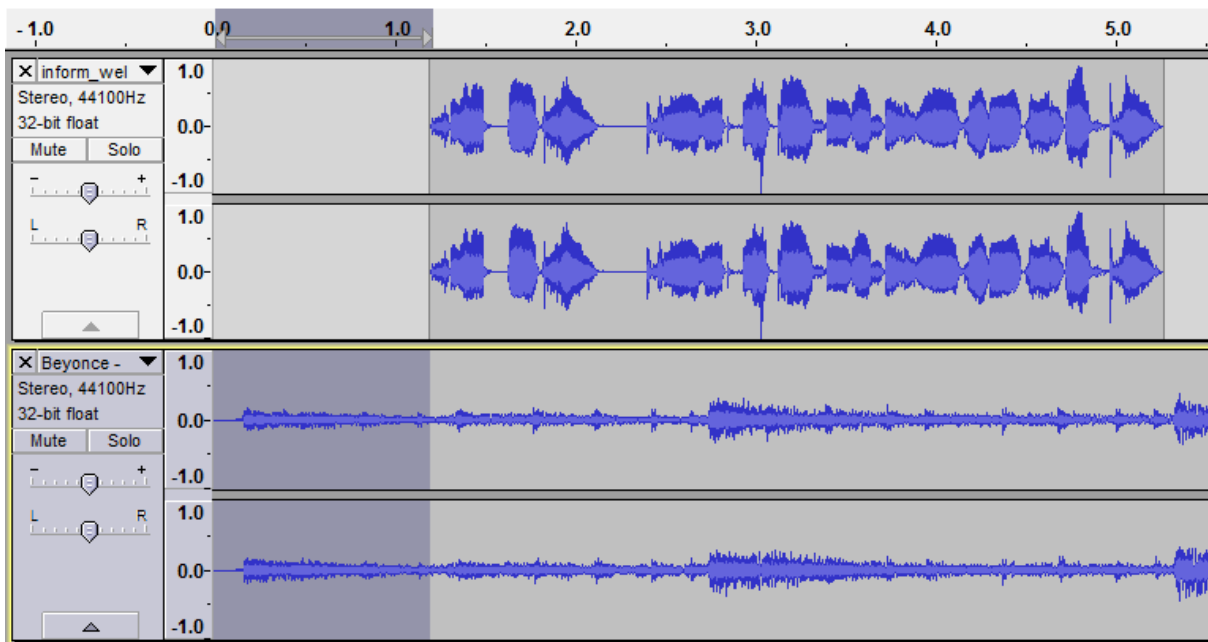 - 1.0 0.0 1.0 2.0 3.0 4.0 5.0
X inform_wel ▼ 1.0
Stereo, 44100Hz
32-bit float 0.0-
Mute Solo
- + -1.0
L R 1.0
0.0-
-1.0
X Beyonce - ▼ 1.0
Stereo, 44100Hz
32-bit float 0.0-
Mute Solo
- + -1.0
L R 1.0
0.0-
-1.0